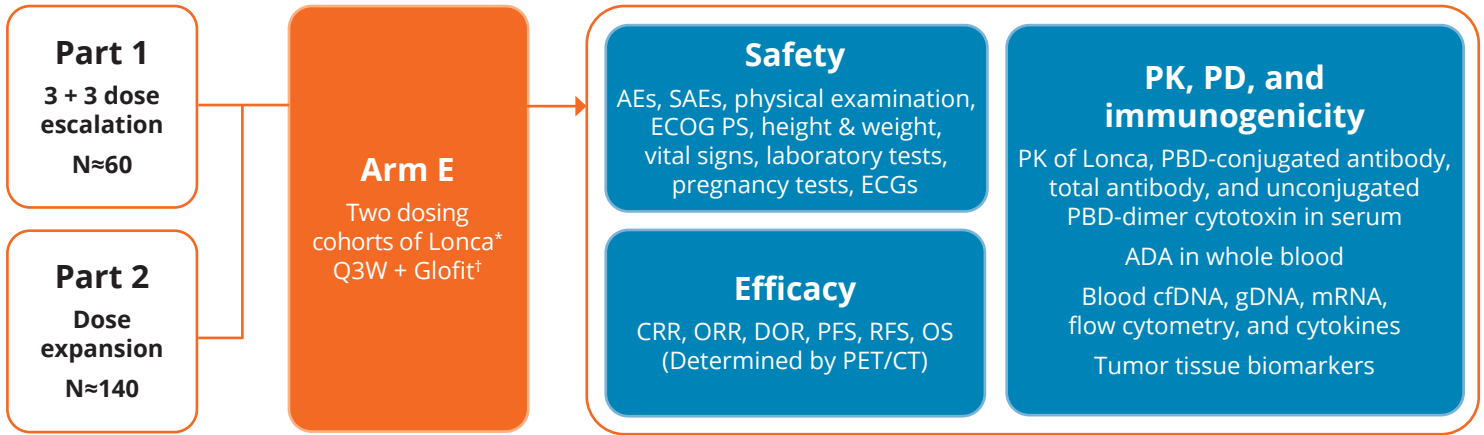 Part 1
3 + 3 dose
escalation
N≈60
Part 2
Dose
expansion
N≈140
Arm E
Two dosing
cohorts of Lonca*
Q3W + Glofit†
Safety
AEs, SAEs, physical examination,
ECOG PS, height & weight,
vital signs, laboratory tests,
pregnancy tests, ECGs
Efficacy
CRR, ORR, DOR, PFS, RFS, OS
(Determined by PET/CT)
PK, PD, and
immunogenicity
PK of Lonca, PBD-conjugated antibody,
total antibody, and unconjugated
PBD-dimer cytotoxin in serum
ADA in whole blood
Blood cfDNA, gDNA, mRNA,
flow cytometry, and cytokines
Tumor tissue biomarkers